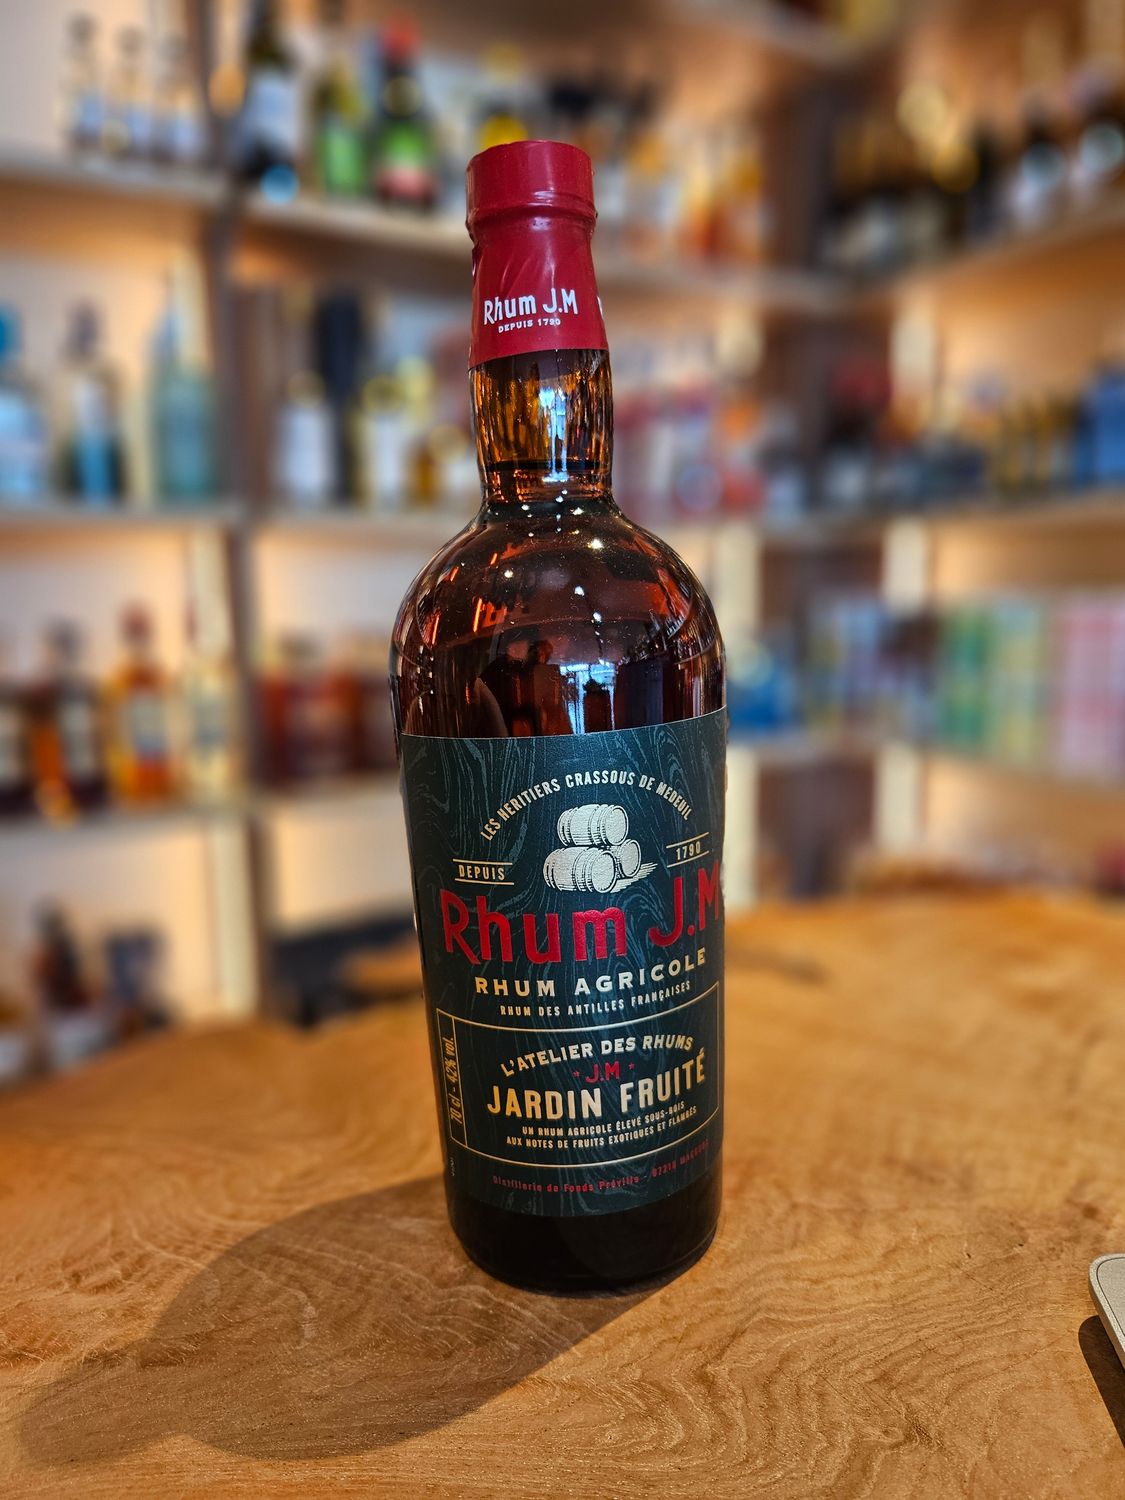 Rhum J.M
DEPUIS 1790
LES HERITIERS CRASSOUS DE MEDEUIL
DEPUIS
1790
Rhum J.M
RHUM AGRICOLE
RHUM DES ANTILLES FRANÇAISES
70 cl - 42% vol.
L'ATELIER DES RHUMS
J.M
JARDIN FRUITÉ
UN RHUM AGRICOLE ÉLEVÉ SOUS-BOIS
AUX NOTES DE FRUITS EXOTIQUES ET FLAMBÉS
Distillerie de Fonds Préville - 97218